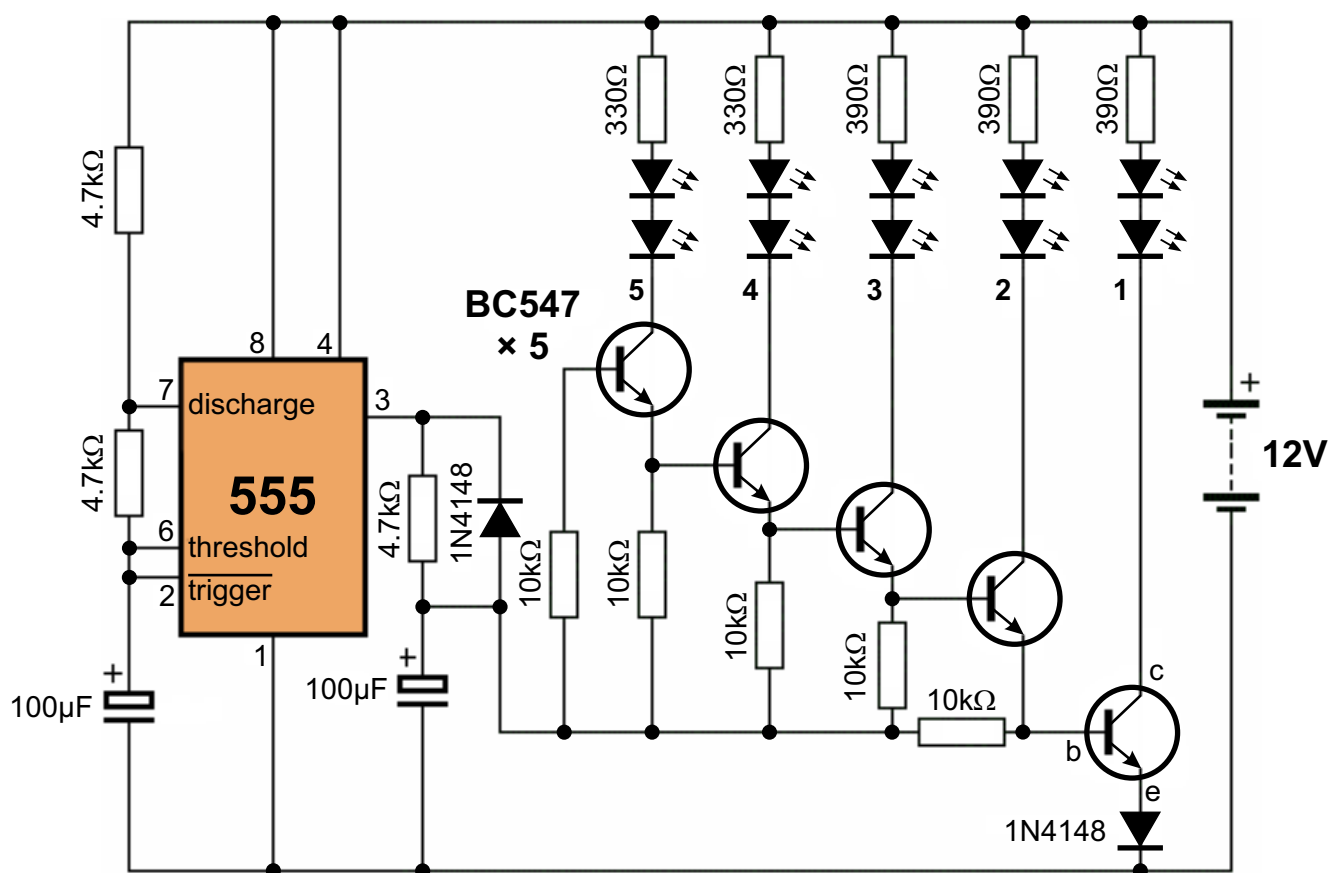 330Ω
330Ω
390Ω
390Ω
390Ω
4.7kΩ
5
4
3
2
1
BC547
× 5
8
4
7
discharge
3
+
12V
4.7kΩ
555
4.7kΩ
1N4148
6
threshold
2
trigger
10kΩ
10kΩ
10kΩ
10kΩ
10kΩ
1
+
100µF
+
100µF
c
b
e
1N4148